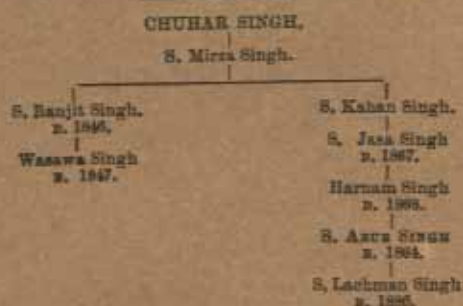 CHUHAR SINGH.
S. Mirza Singh.
S. Ranjit Singh.
B. 1846.
Wasawa Singh
B. 1847.
S. Kahan Singh.
S. Jasa Singh
B. 1867.
Harnam Singh
B.
S. Singh
B. 1864.
S, Lachman Singh
B. 1886.